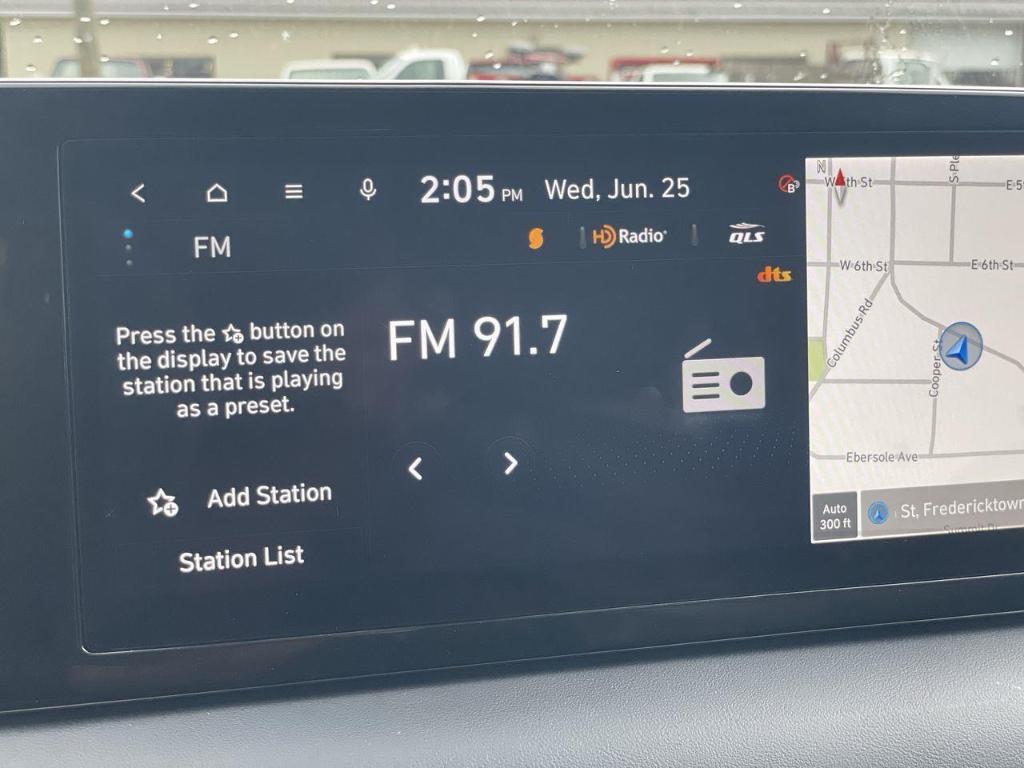 2:05 PM Wed, Jun. 25
FM
HD Radio
QLS
dts
Press the button on
the display to save the
station that is playing
as a preset.
FM 91.7
Add Station
Station List
N
E 5
W 6th St
E 6th St
Columbus Rd
Cooper St
Ebersole Ave
Auto
300 ft
St, Fredericktown